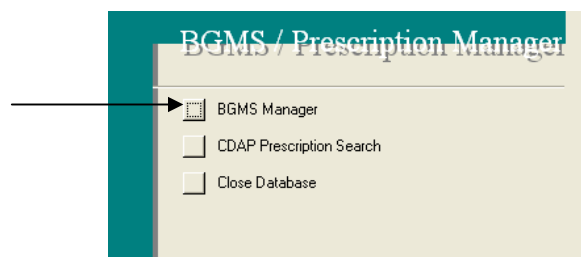 BGMS / Prescription Manager
BGMS Manager
CDAP Prescription Search
Close Database